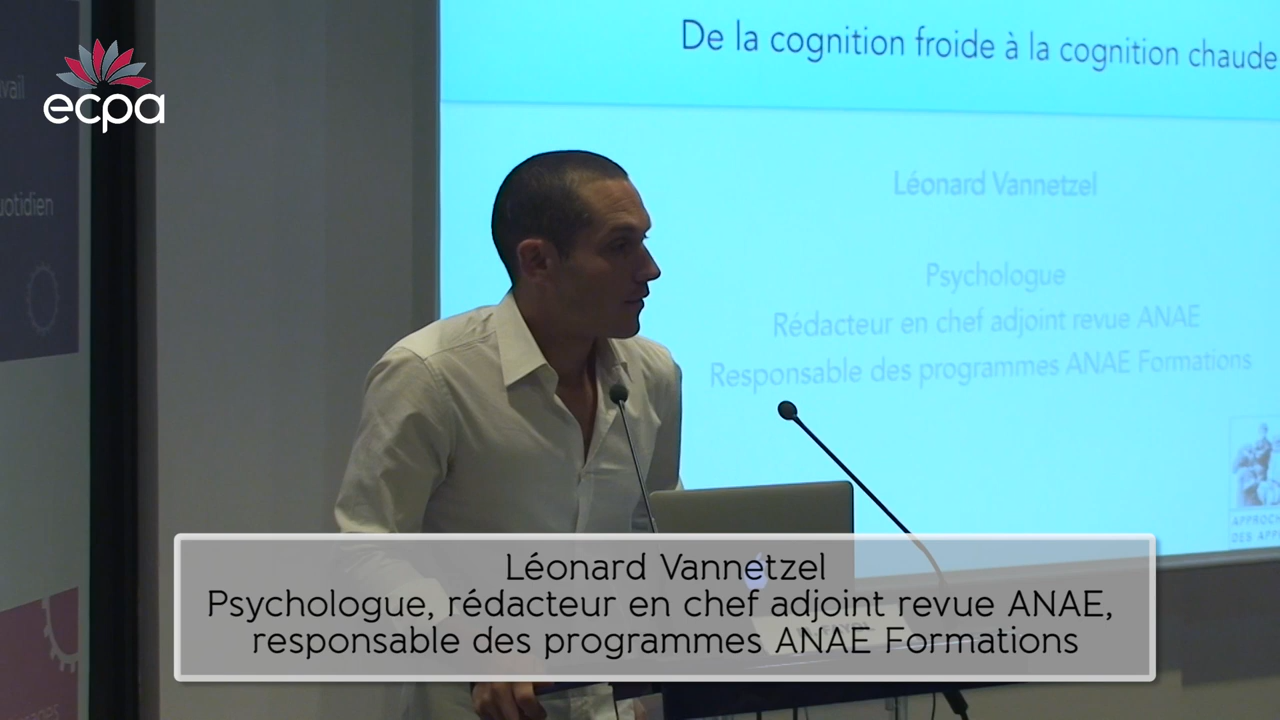 ecpa
De la cognition froide à la cognition chaude
Léonard Vannetzel
Psychologue
Rédacteur en chef adjoint revue ANAE
Responsable des programmes ANAE Formations
Léonard Vannetzel
Psychologue, rédacteur en chef adjoint revue ANAE,
responsable des programmes ANAE Formations